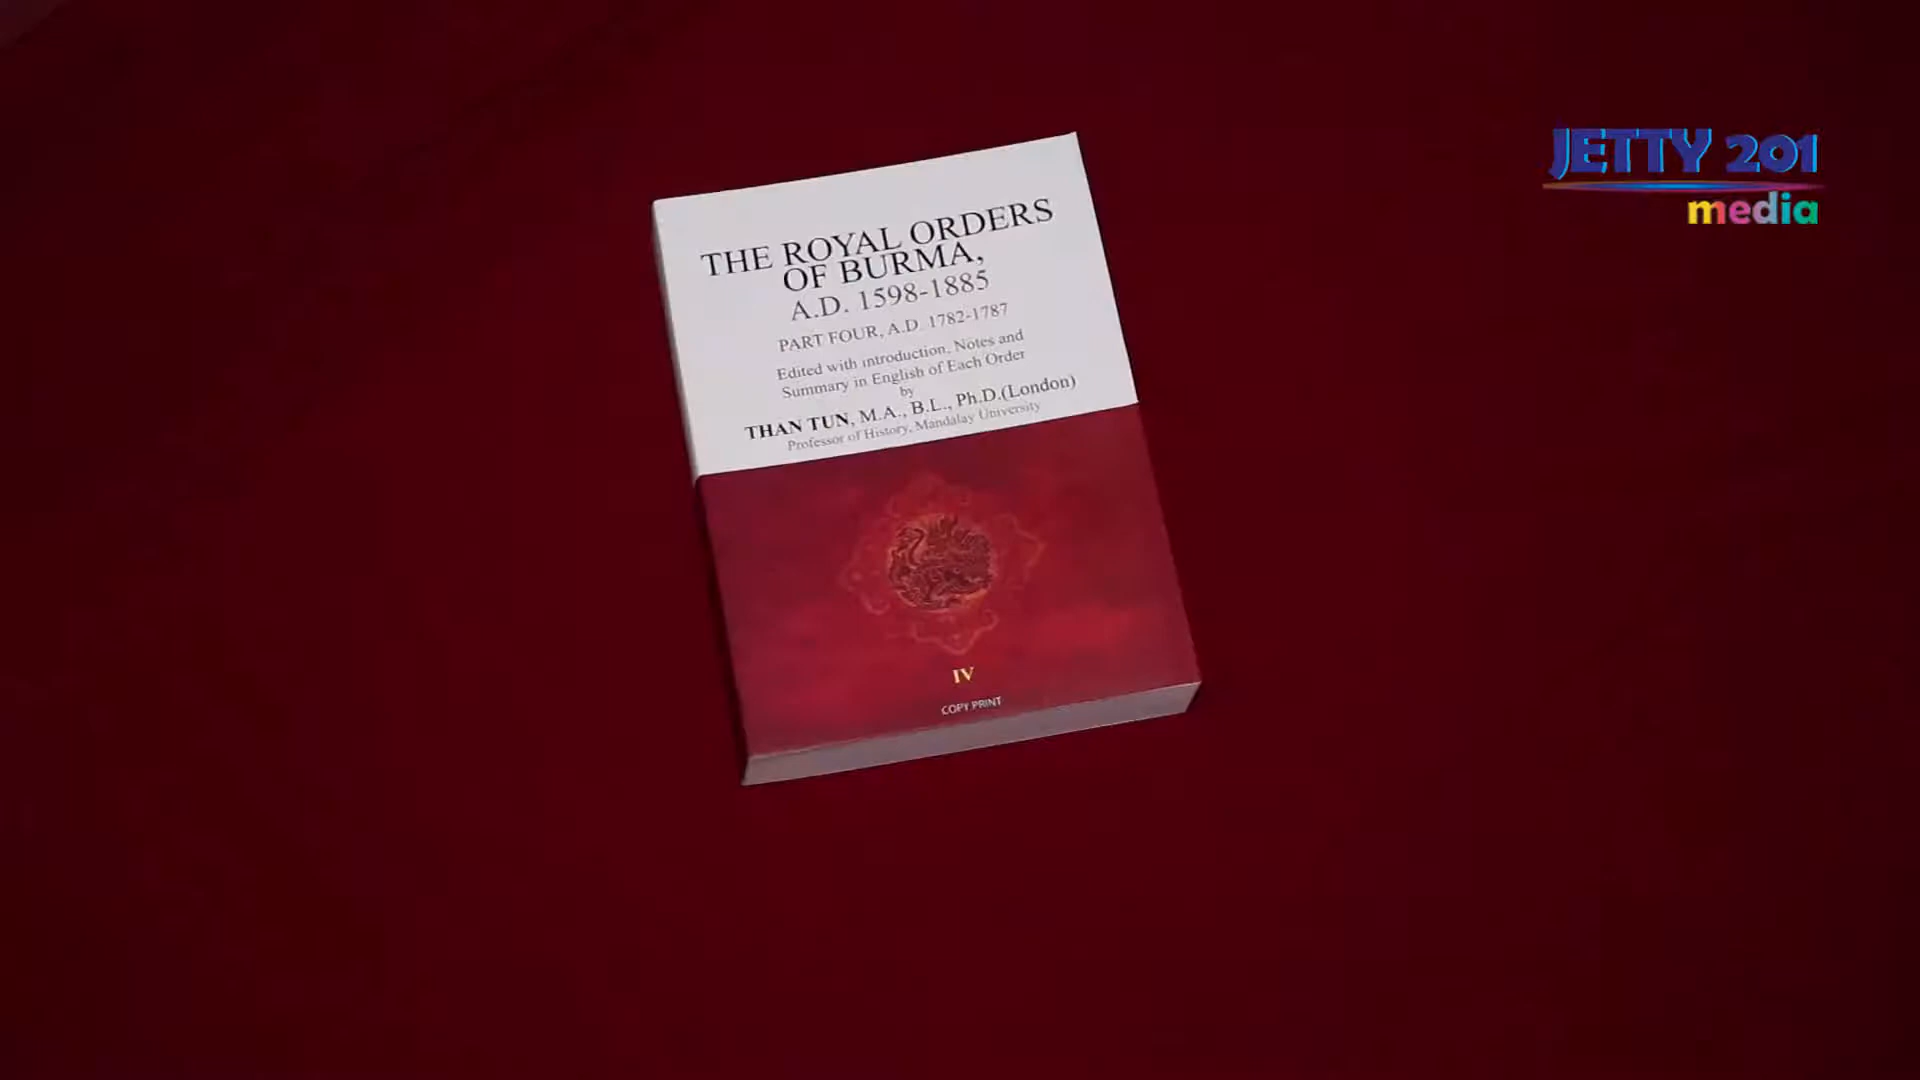 THE ROYAL ORDERS
OF BURMA,
A.D. 1598-1885
PART FOUR, A.D. 1782-1787
Edited with introduction, Notes and
Summary in English of Each Order
by
THAN TUN, M.A., B.L., Ph.D.(London)
Professor of History, Mandalay University
IV
COPY PRINT
JETTY 201
media